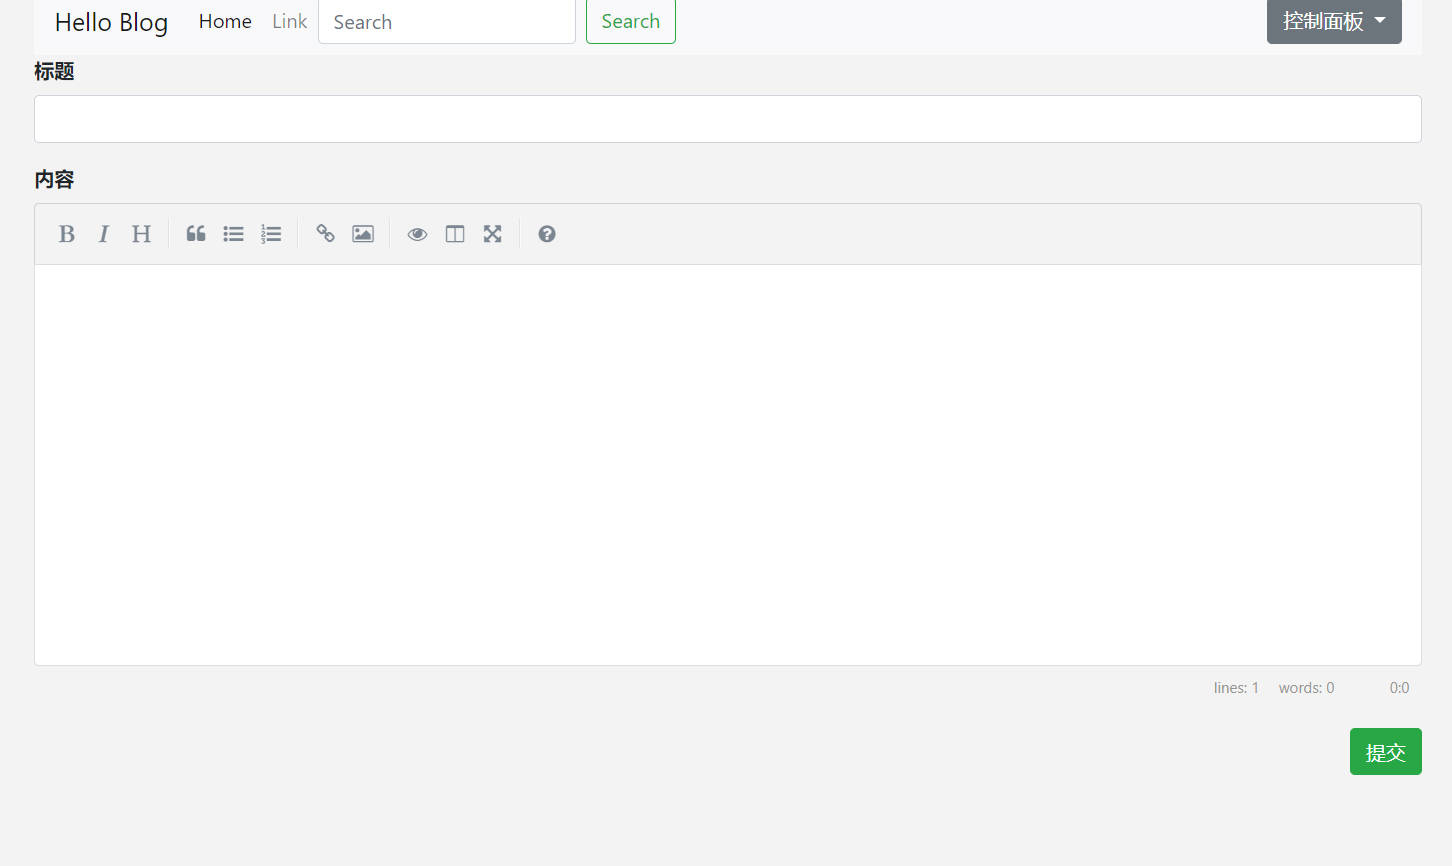 Hello Blog Home Link Search Search 控制面板
标题
内容
B I H
lines: 1 words: 0 0:0
提交